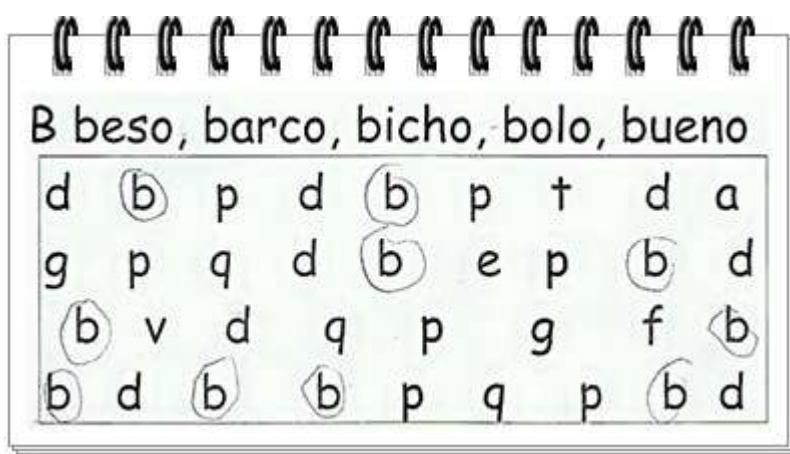 B beso, barco, bicho, bolo, bueno
d b p d b p t d a
g p q d b e p b d
b v d q p g f b
b d b b p q p b d